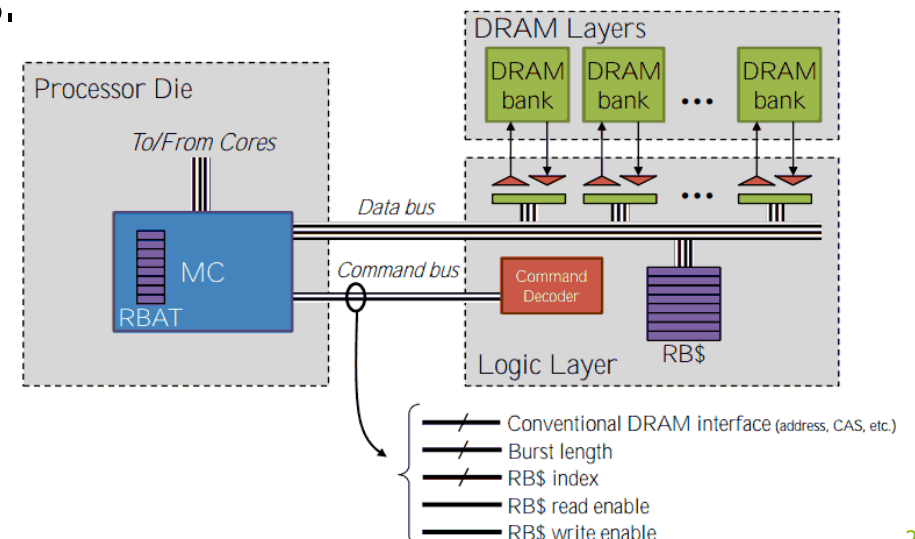 DRAM Layers
DRAM
bank
DRAM
bank
...
DRAM
bank
Processor Die
To/From Cores
Data bus
...
MC
RBAT
Command bus
Command
Decoder
RB$
Logic Layer
Conventional DRAM interface (address, CAS, etc.)
Burst length
RB$ index
RB$ read enable
RB$ write enable